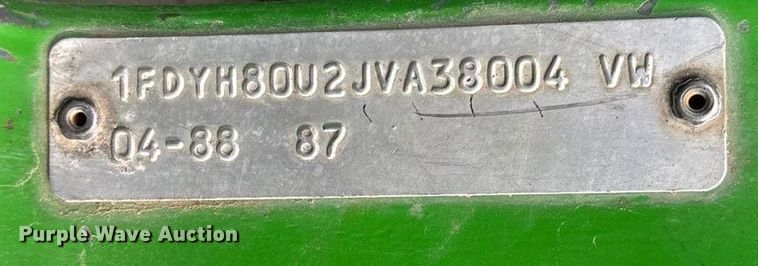 1FDYH80U2JVA38004 VW
04-88 87
Purple Wave Auction